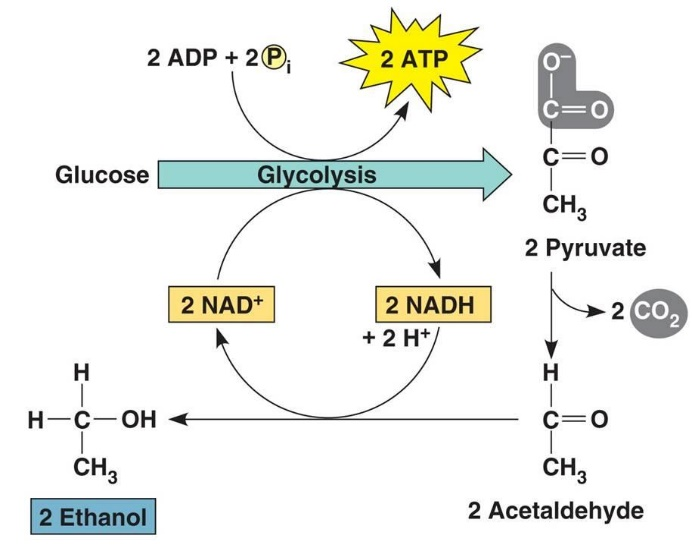 2 ADP + 2 Pi
2 ATP
O−
C=O
C=O
CH3
Glucose
Glycolysis
2 Pyruvate
2 NAD+
2 NADH
+ 2 H+
2 CO2
H
H—C—OH
CH3
2 Ethanol
H
C=O
CH3
2 Acetaldehyde